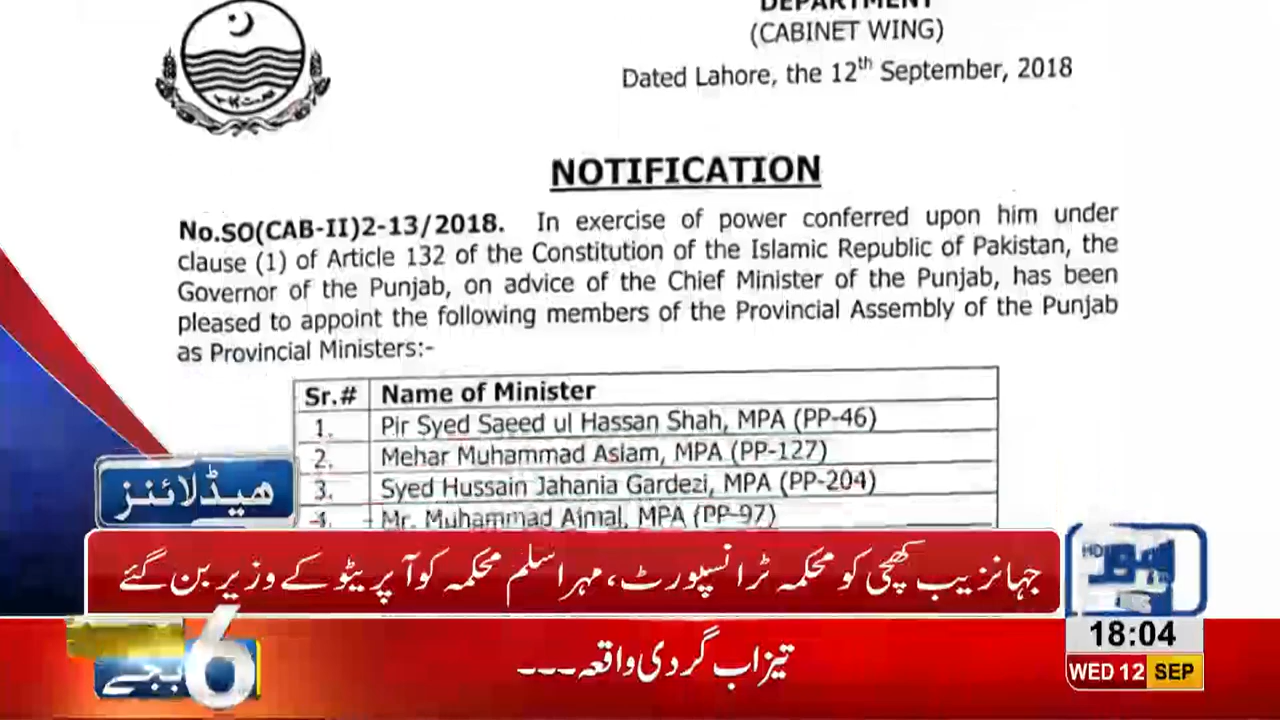 DEPARTMENT
(CABINET WING)
Dated Lahore, the 12th September, 2018
NOTIFICATION
No.SO(CAB-II)2-13/2018. In exercise of power conferred upon him under
clause (1) of Article 132 of the Constitution of the Islamic Republic of Pakistan, the
Governor of the Punjab, on advice of the Chief Minister of the Punjab, has been
pleased to appoint the following members of the Provincial Assembly of the Punjab
as Provincial Ministers:-
Sr.# Name of Minister
1. Pir Syed Saeed ul Hassan Shah, MPA (PP-46)
2. Mehar Muhammad Aslam, MPA (PP-127)
3. Syed Hussain Jahania Gardezi, MPA (PP-204)
4. Mr. Muhammad Ajmal, MPA (PP-97)
ہیڈلائنز
جہانزیب کھچی کو محکمہ ٹرانسپورٹ، مہر اسلم محکمہ کوآپریٹو کے وزیر بن گئے
HD
18:04
6 بجے
تیزاب گردی واقعہ۔۔۔
WED 12 SEP